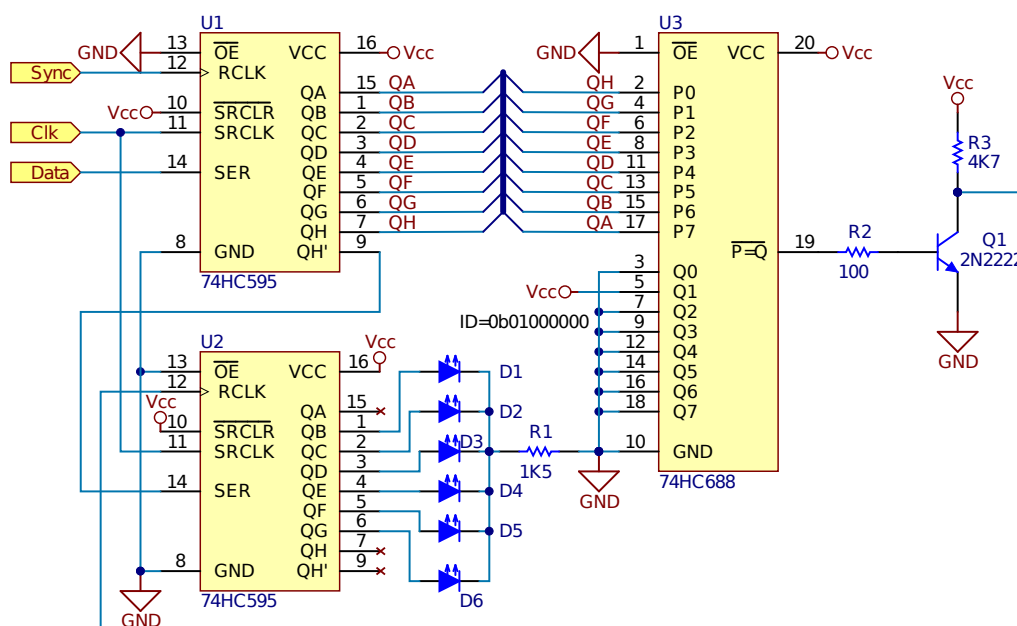 U1
GND
13
OE
VCC
16
Vcc
Sync
12
RCLK
QA
15
QA
Vcc
10
SRCLR
QB
1
QB
Clk
11
SRCLK
QC
2
QC
QD
3
QD
Data
14
SER
QE
4
QE
QF
5
QF
QG
6
QG
QH
7
QH
8
GND
QH'
9
74HC595
U3
GND
1
OE
VCC
20
Vcc
QH
2
P0
QG
4
P1
QF
6
P2
QE
8
P3
QD
11
P4
QC
13
P5
QB
15
P6
QA
17
P7
P=Q
19
3
Q0
Vcc
5
Q1
7
Q2
ID=0b01000000
9
Q3
12
Q4
14
Q5
16
Q6
18
Q7
10
GND
GND
74HC688
Vcc
R3
4K7
R2
100
Q1
2N2222
GND
U2
Vcc
13
OE
VCC
16
12
RCLK
Vcc
QA
15
10
SRCLR
QB
1
11
SRCLK
QC
2
QD
3
14
SER
QE
4
QF
5
QG
6
QH
7
8
GND
QH'
9
GND
74HC595
D1
D2
D3
D4
D5
D6
R1
1K5